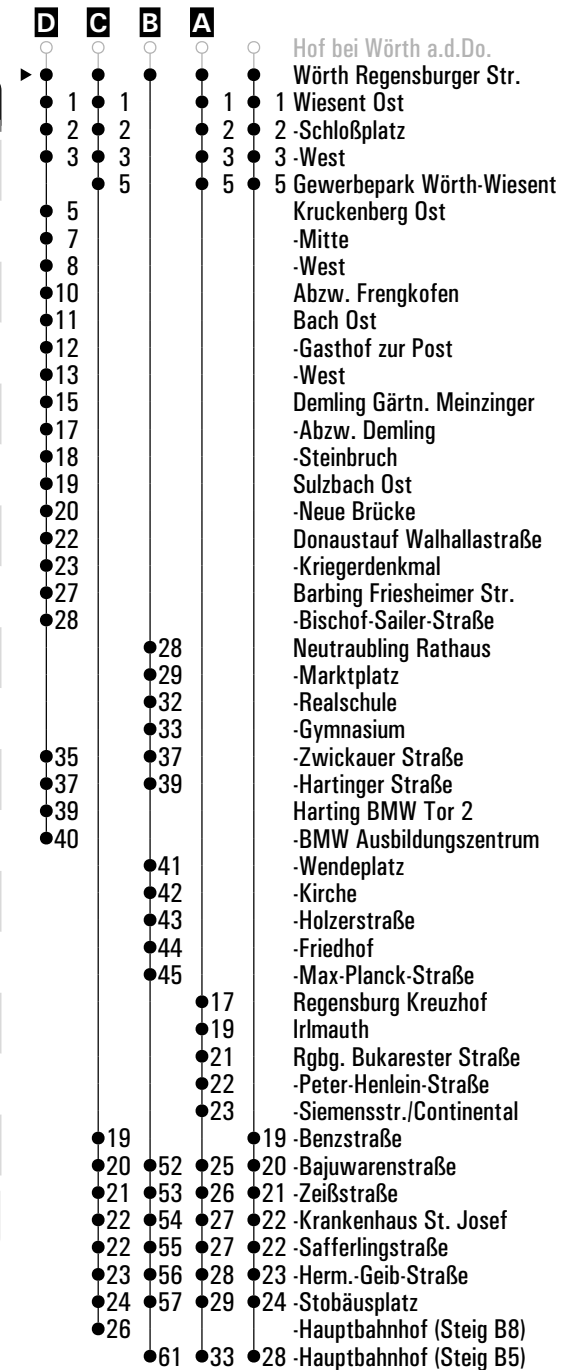 D C B A
Hof bei Wörth a.d.Do.
Wörth Regensburger Str.
1 1 1 1 Wiesent Ost
2 2 2 2 -Schloßplatz
3 3 3 3 -West
5 5 5 Gewerbepark Wörth-Wiesent
5 Kruckenberg Ost
7 -Mitte
8 -West
10 Abzw. Frengkofen
11 Bach Ost
12 -Gasthof zur Post
13 -West
15 Demling Gärtn. Meinzinger
17 -Abzw. Demling
18 -Steinbruch
19 Sulzbach Ost
20 -Neue Brücke
22 Donaustauf Walhallastraße
23 -Kriegerdenkmal
27 Barbing Friesheimer Str.
28 -Bischof-Sailer-Straße
28 Neutraubling Rathaus
29 -Marktplatz
32 -Realschule
33 -Gymnasium
35 37 -Zwickauer Straße
37 39 -Hartinger Straße
39 Harting BMW Tor 2
40 -BMW Ausbildungszentrum
41 -Wendeplatz
42 -Kirche
43 -Holzerstraße
44 -Friedhof
45 -Max-Planck-Straße
17 Regensburg Kreuzhof
19 Irlmauth
21 Rgbg. Bukarester Straße
22 -Peter-Henlein-Straße
23 -Siemensstr./Continental
19 19 -Benzstraße
20 52 25 20 -Bajuwarenstraße
21 53 26 21 -Zeißstraße
22 54 27 22 -Krankenhaus St. Josef
22 55 27 22 -Safferlingstraße
23 56 28 23 -Herm.-Geib-Straße
24 57 29 24 -Stobäusplatz
26 -Hauptbahnhof (Steig B8)
61 33 28 -Hauptbahnhof (Steig B5)